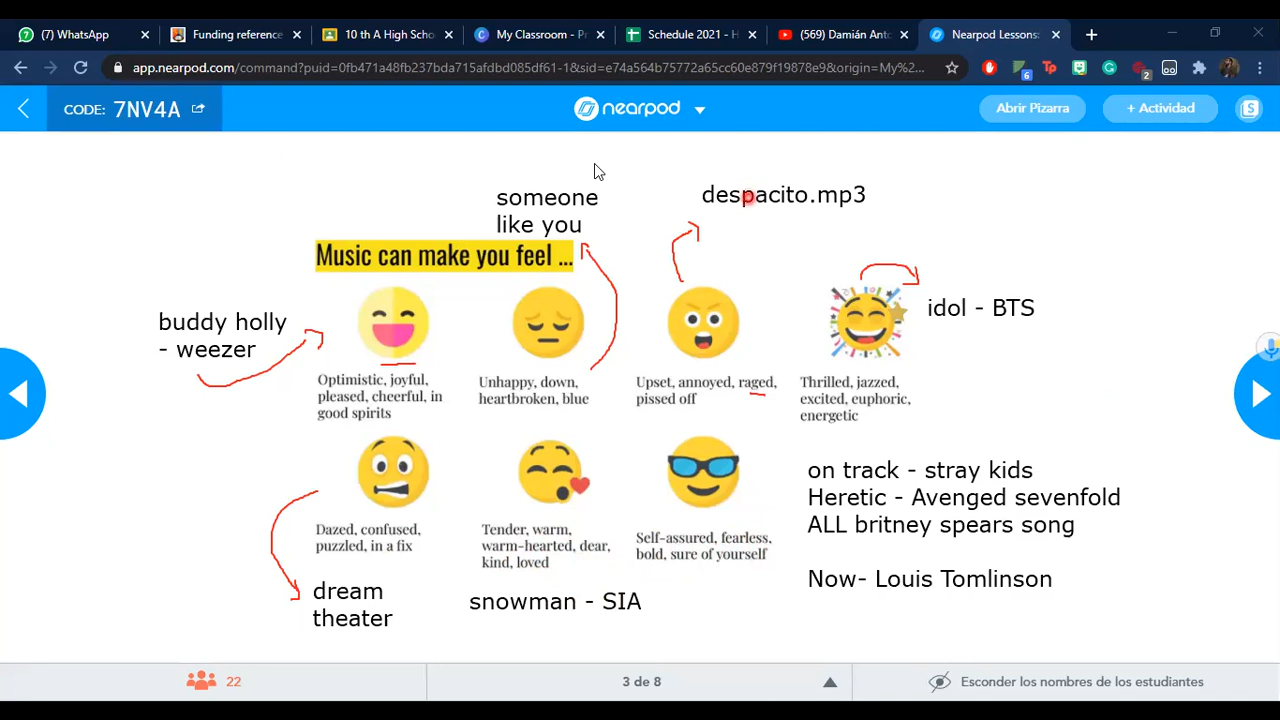 (7) WhatsApp
Funding reference
10 th A High Scho
My Classroom - Pr
Schedule 2021 - H
(569) Damián Anto
Nearpod Lessons:
app.nearpod.com/command?puid=0fb471a48fb237bda715afdbd085df61-1&sid=e74a564b75772a65cc60e879f19878e9&origin=My%2...
6
Tp
2
CODE: 7NV4A
nearpod
Abrir Pizarra
+ Actividad
S
someone
like you
despacito.mp3
Music can make you feel ...
buddy holly
- weezer
idol - BTS
Optimistic, joyful,
pleased, cheerful, in
good spirits
Unhappy, down,
heartbroken, blue
Upset, annoyed, raged,
pissed off
Thrilled, jazzed,
excited, euphoric,
energetic
on track - stray kids
Heretic - Avenged sevenfold
ALL britney spears song
Now- Louis Tomlinson
Dazed, confused,
puzzled, in a fix
Tender, warm,
warm-hearted, dear,
kind, loved
Self-assured, fearless,
bold, sure of yourself
dream
theater
snowman - SIA
22
3 de 8
Esconder los nombres de los estudiantes